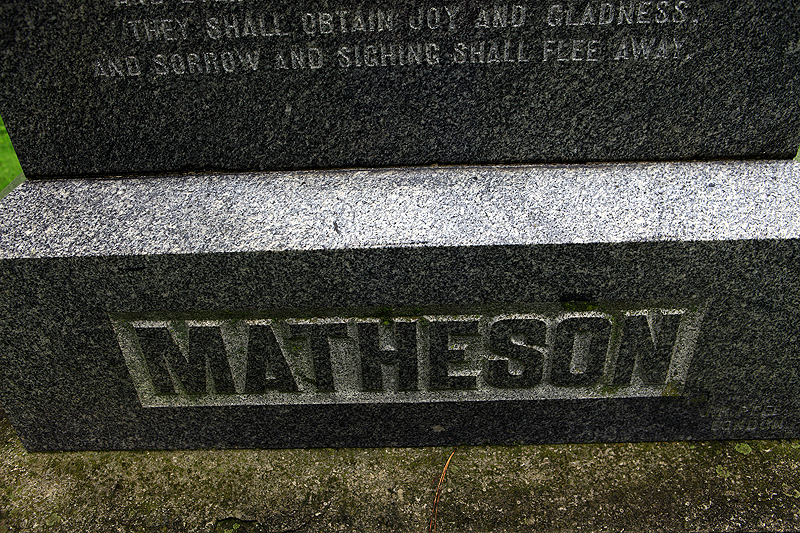 THEY SHALL OBTAIN JOY AND GLADNESS,
AND SORROW AND SIGHING SHALL FLEE AWAY.
MATHESON